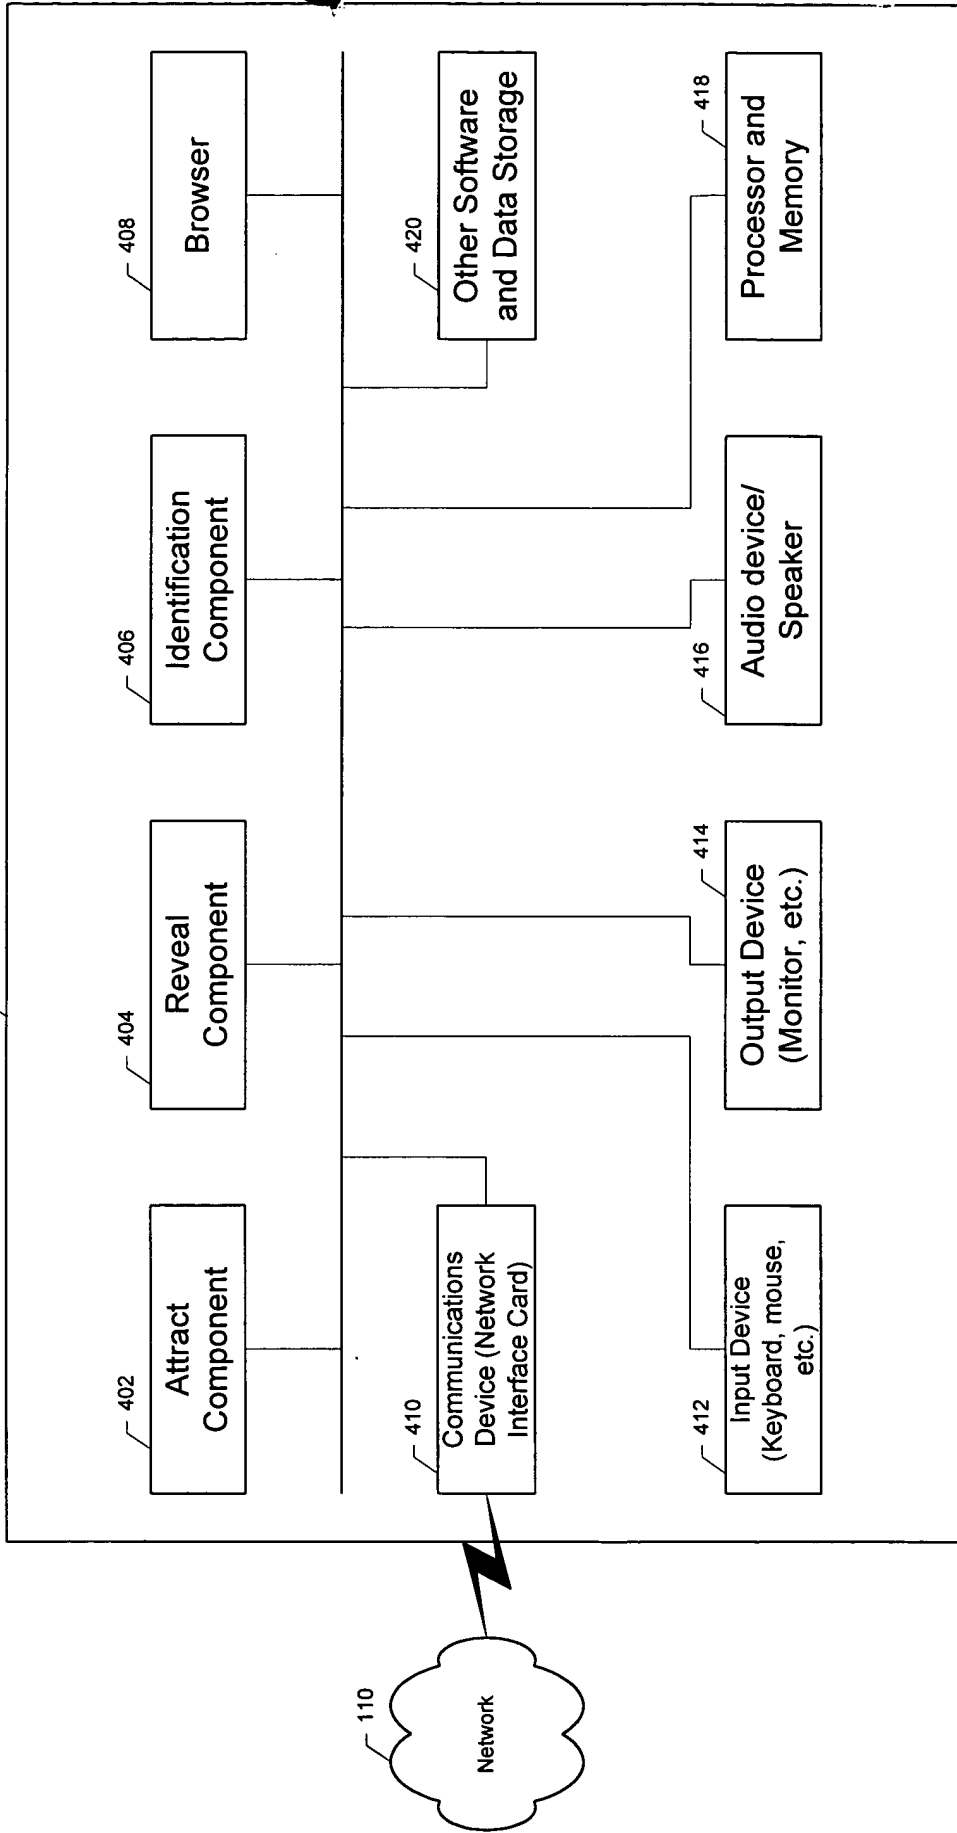 402
Attract
Component
404
Reveal
Component
406
Identification
Component
408
Browser
110
Network
410
Communications
Device (Network
Interface Card)
420
Other Software
and Data Storage
412
Input Device
(Keyboard, mouse,
etc.)
414
Output Device
(Monitor, etc.)
416
Audio device/
Speaker
418
Processor and
Memory